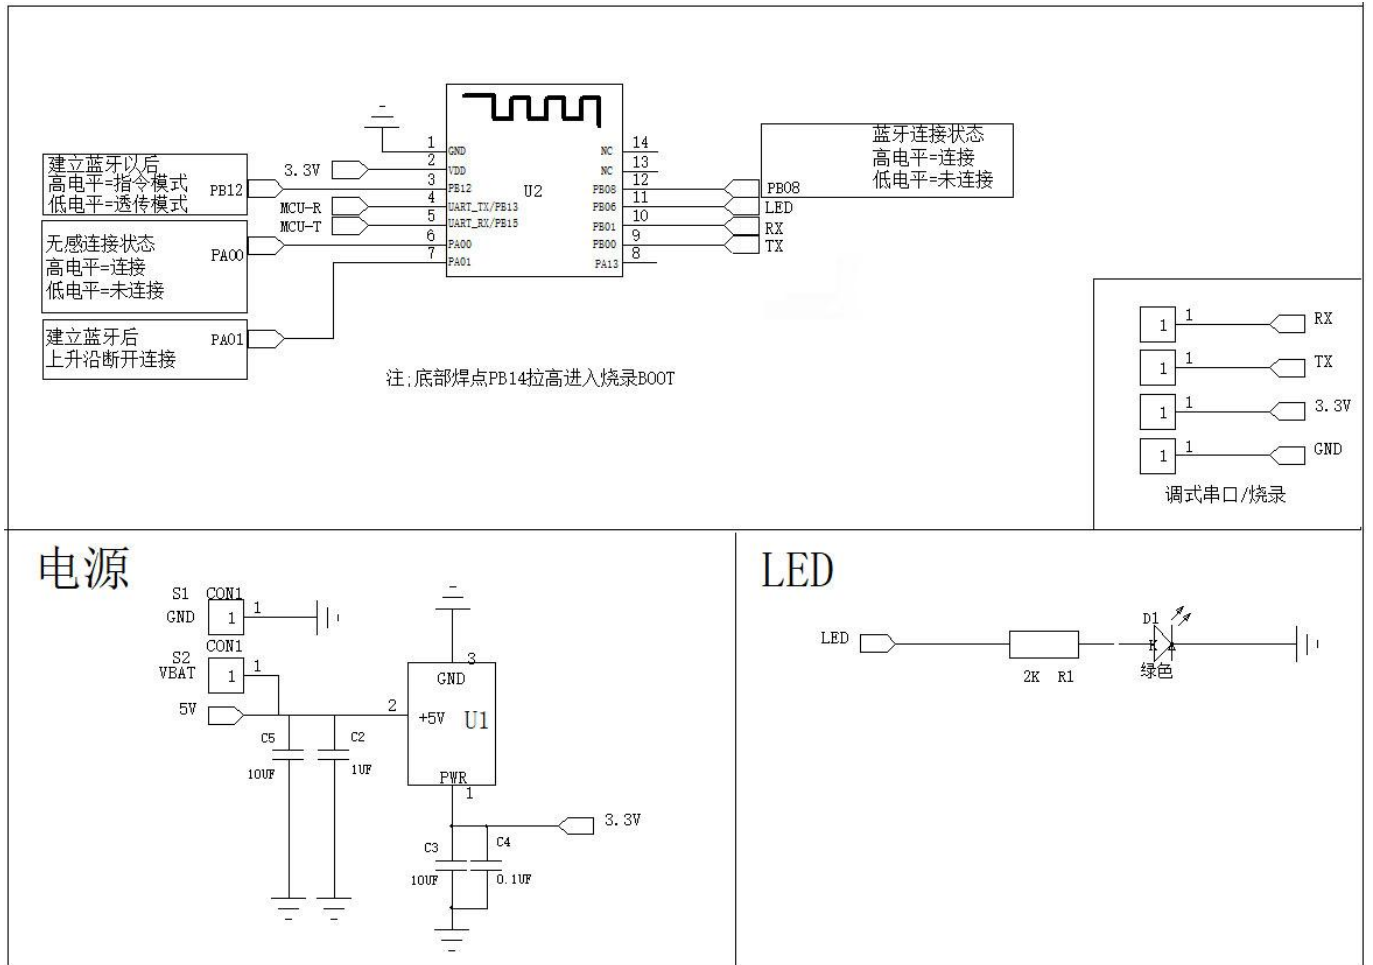 建立蓝牙以后
高电平=指令模式
低电平=透传模式
PB12
无感连接状态
高电平=连接
低电平=未连接
PA00
建立蓝牙后
上升沿断开连接
PA01
3.3V
MCU-R
MCU-T
1
2
3
4
5
6
7
GND
VDD
PB12
UART_TX/PB13
UART_RX/PB15
PA00
PA01
U2
NC
NC
PB08
PB06
PB01
PB00
PA13
14
13
12
11
10
9
8
PB08
LED
RX
TX
蓝牙连接状态
高电平=连接
低电平=未连接
注;底部焊点PB14拉高进入烧录BOOT
1 1 RX
1 1 TX
1 1 3.3V
1 1 GND
调式串口/烧录
电源
S1 CON1
GND 1 1
CON1
S2
VBAT 1 1
5V
C5
10UF
C2
1UF
2
3
GND
+5V U1
PWR
1
3.3V
C3
10UF
C4
0.1UF
LED
LED
2K R1
D1
K A
绿色